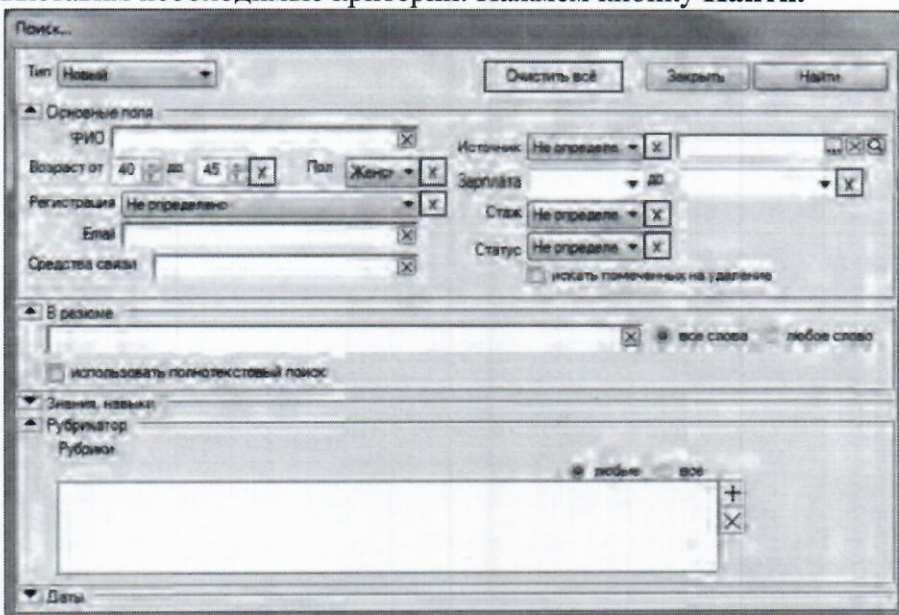 необходимые критерии. Нажмем кнопку Найти.
Поиск...
Тип Новый Очистить всё Закрыть Найти
Основные поля
ФИО
Источник Не определе
Возраст от 40 до 45 Пол Женск
Зарплата до
Регистрация Не определено
Стаж Не определе
Email
Статус Не определе
Средства связи
искать помеченных на удаление
В резюме
все слова любое слово
использовать полнотекстовый поиск
Знания, навыки
Рубрикатор
Рубрики
любые все
Даты